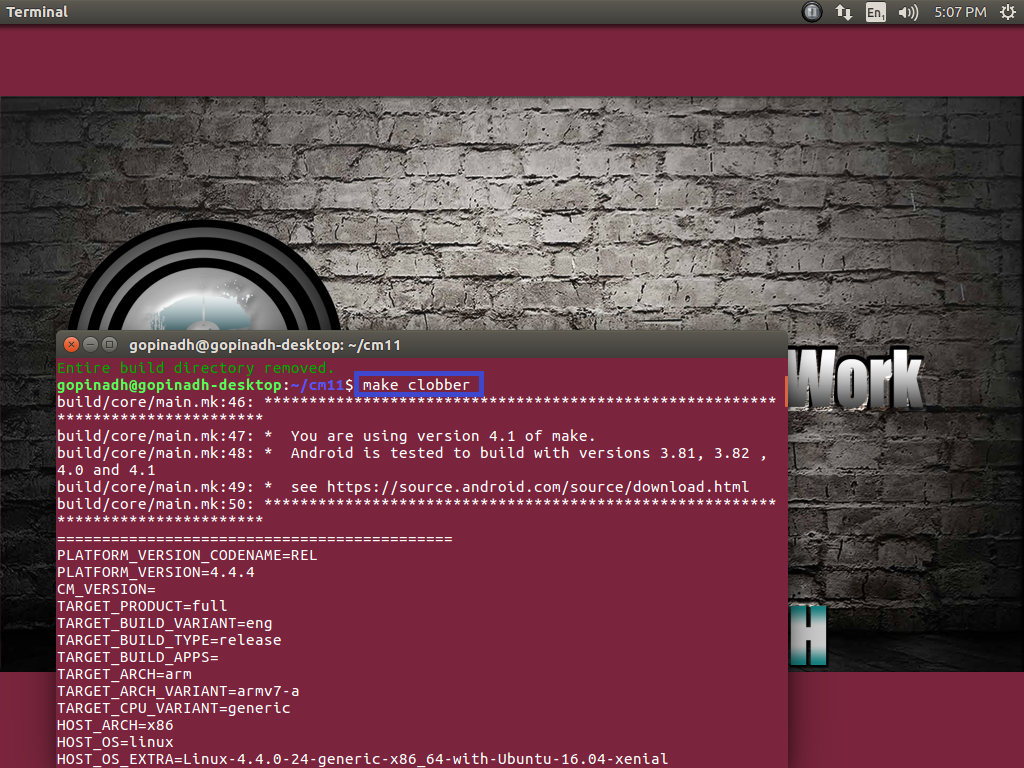 Terminal
En1
5:07 PM
gopinadh@gopinadh-desktop: ~/cm11
Entire build directory removed.
gopinadh@gopinadh-desktop:~/cm11$ make clobber
build/core/main.mk:46: *********************************************************
***********************
build/core/main.mk:47: *  You are using version 4.1 of make.
build/core/main.mk:48: *  Android is tested to build with versions 3.81, 3.82 ,
4.0 and 4.1
build/core/main.mk:49: *  see https://source.android.com/source/download.html
build/core/main.mk:50: *********************************************************
***********************
============================================
PLATFORM_VERSION_CODENAME=REL
PLATFORM_VERSION=4.4.4
CM_VERSION=
TARGET_PRODUCT=full
TARGET_BUILD_VARIANT=eng
TARGET_BUILD_TYPE=release
TARGET_BUILD_APPS=
TARGET_ARCH=arm
TARGET_ARCH_VARIANT=armv7-a
TARGET_CPU_VARIANT=generic
HOST_ARCH=x86
HOST_OS=linux
HOST_OS_EXTRA=Linux-4.4.0-24-generic-x86_64-with-Ubuntu-16.04-xenial
Work
H